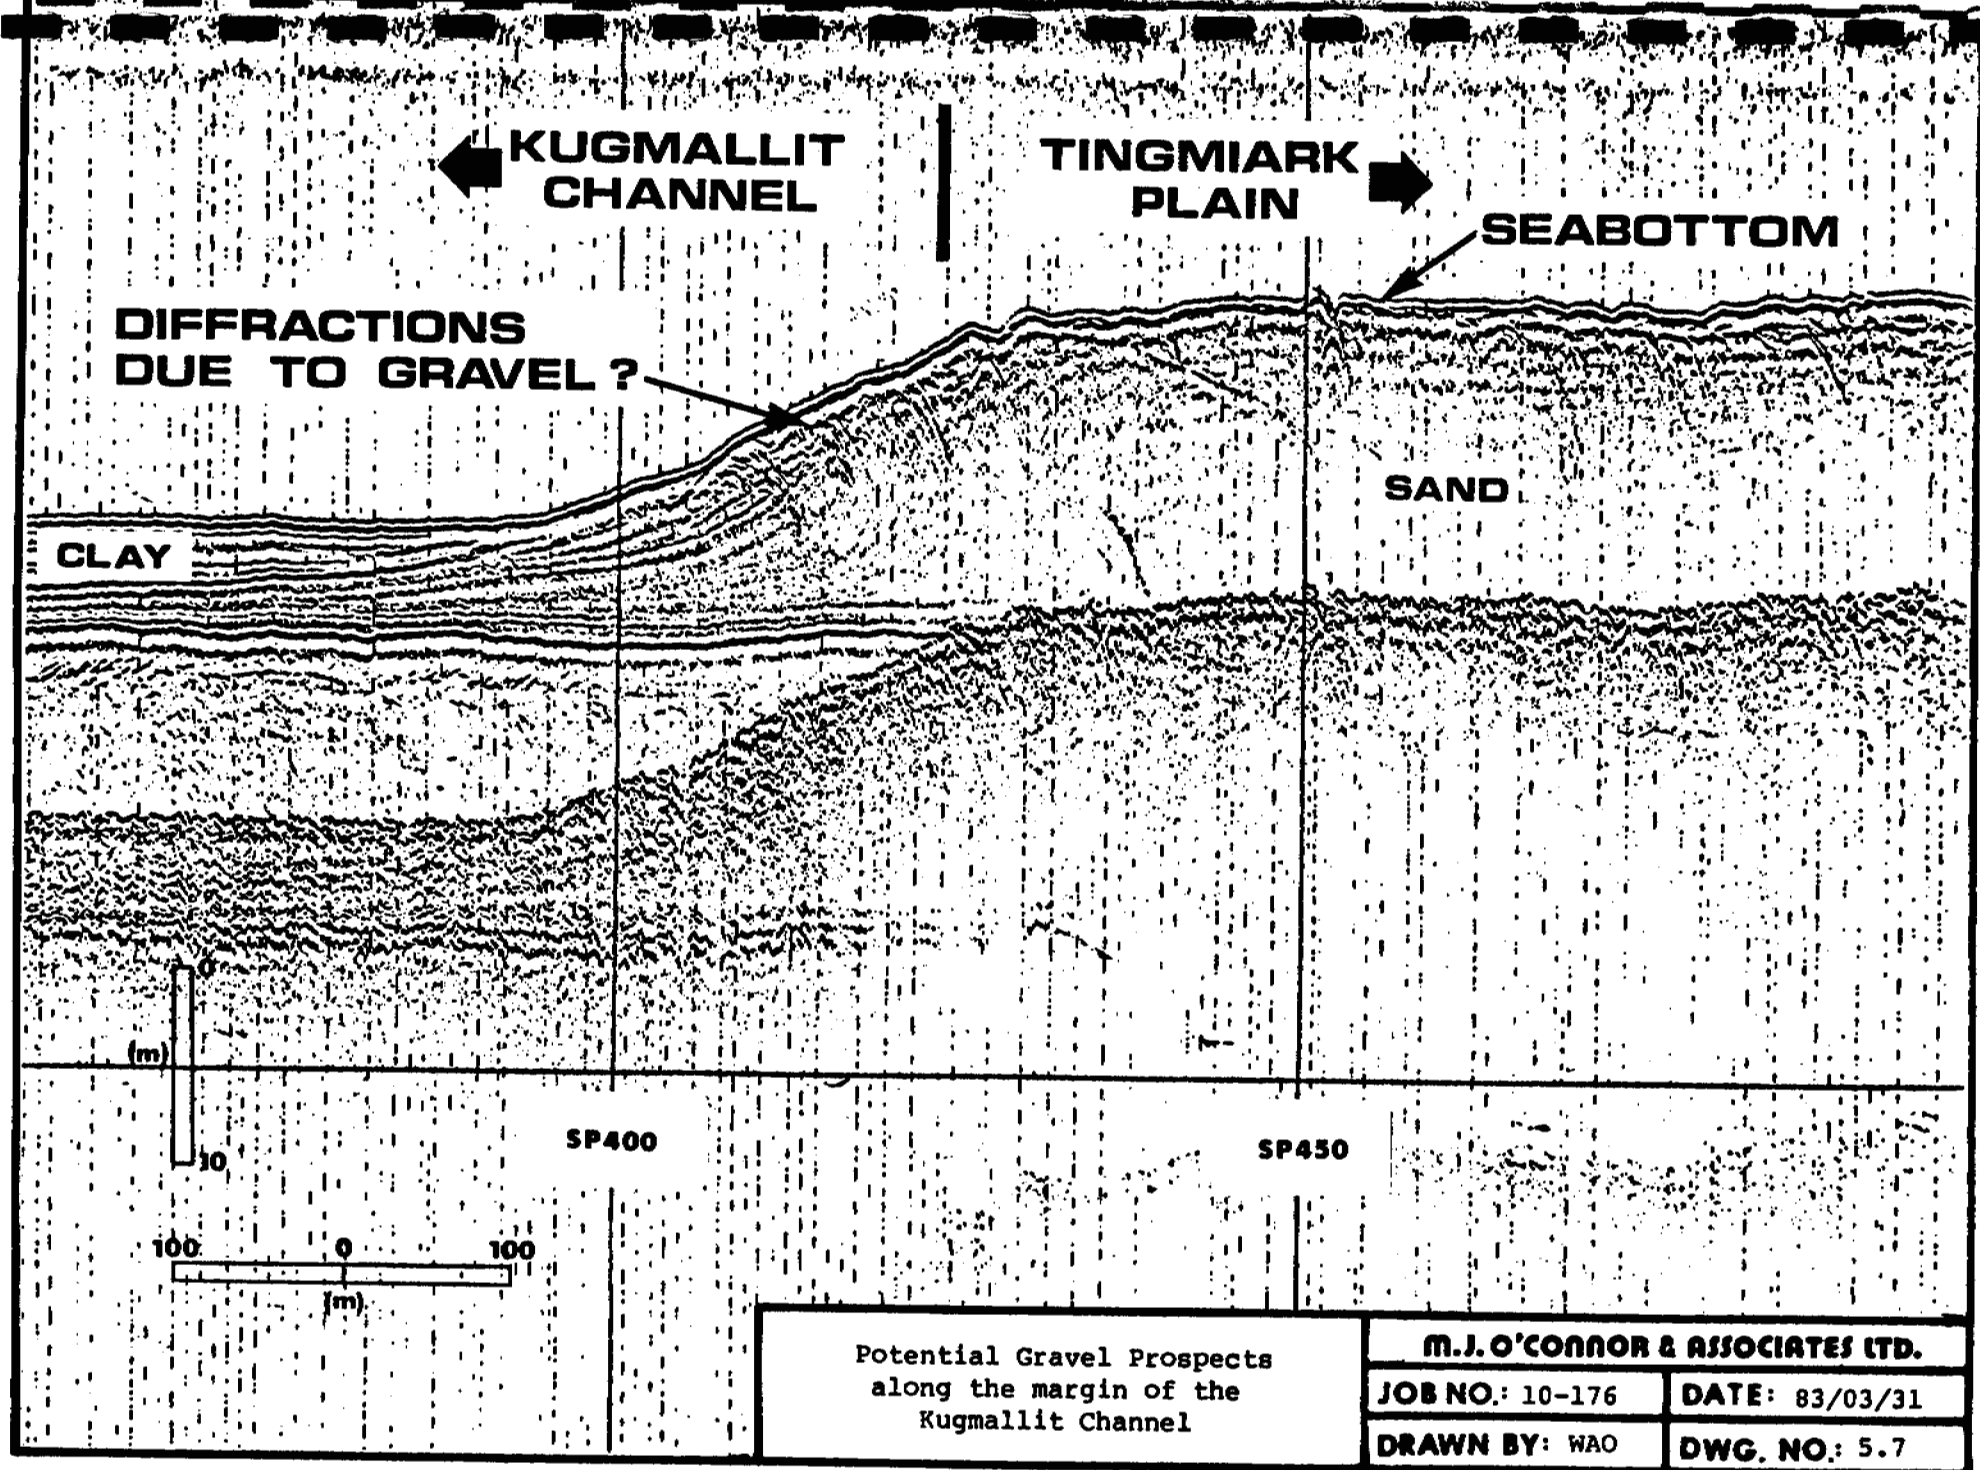 KUGMALLIT
CHANNEL
TINGMIARK
PLAIN
SEABOTTOM
DIFFRACTIONS
DUE TO GRAVEL ?
SAND
CLAY
0
(m)
10
SP400
SP450
100 0 100
(m)
Potential Gravel Prospects
along the margin of the
Kugmallit Channel
M.J. O'CONNOR & ASSOCIATES LTD.
JOB NO.: 10-176
DATE: 83/03/31
DRAWN BY: WAO
DWG. NO.: 5.7